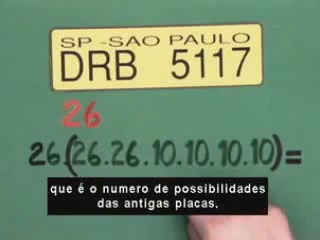 SP-SAO PAULO
DRB 5117
26
26.(26.26.10.10.10.10)=
que é o numero de possibilidades
das antigas placas,